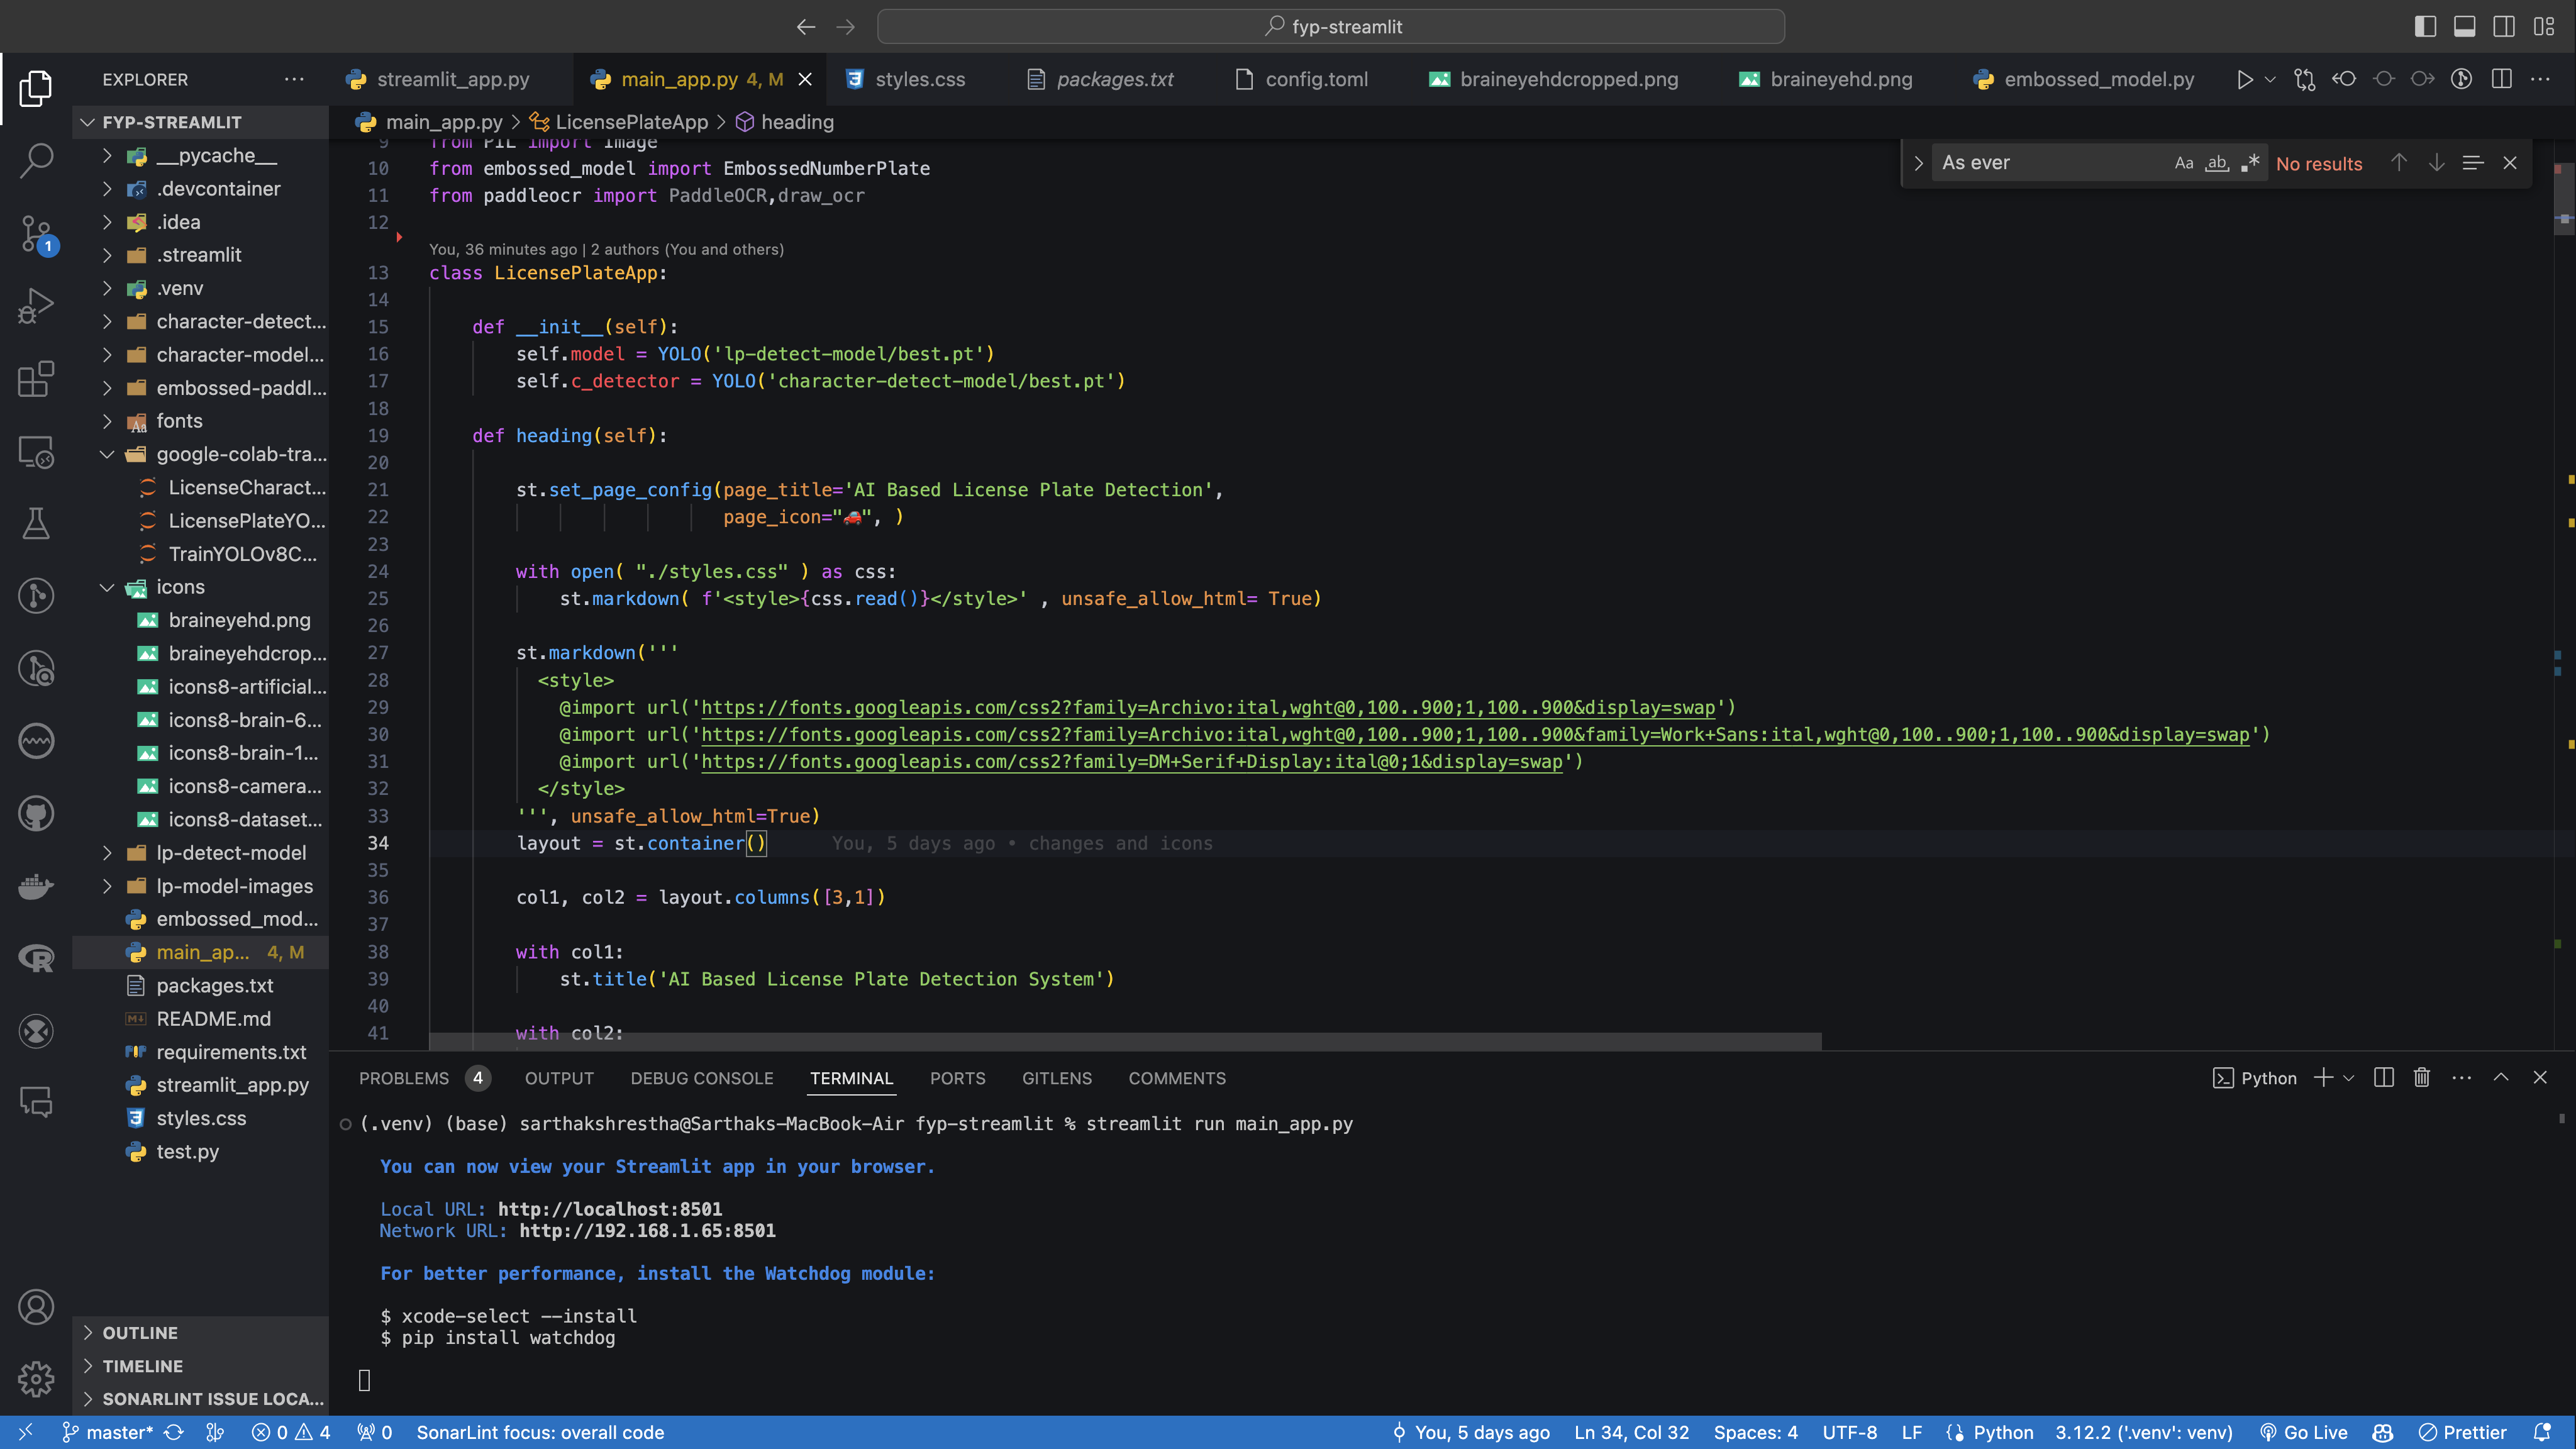 fyp-streamlit
EXPLORER
streamlit_app.py
main_app.py 4, M
styles.css
packages.txt
config.toml
braineyehdcropped.png
braineyehd.png
embossed_model.py
main_app.py > LicensePlateApp > heading
As ever
Aa
ab
No results
FYP-STREAMLIT
__pycache__
.devcontainer
.idea
.streamlit
.venv
character-detect...
character-model...
embossed-paddl...
fonts
google-colab-tra...
LicenseCharact...
LicensePlateYO...
TrainYOLOv8C...
icons
braineyehd.png
braineyehdcrop...
icons8-artificial...
icons8-brain-6...
icons8-brain-1...
icons8-camera...
icons8-dataset...
lp-detect-model
lp-model-images
embossed_mod...
main_ap... 4, M
packages.txt
README.md
requirements.txt
streamlit_app.py
styles.css
test.py
OUTLINE
TIMELINE
SONARLINT ISSUE LOCA...
1
9 from PIL import Image
10 from embossed_model import EmbossedNumberPlate
11 from paddleocr import PaddleOCR,draw_ocr
12
You, 36 minutes ago | 2 authors (You and others)
13 class LicensePlateApp:
14
15 def __init__(self):
16 self.model = YOLO('lp-detect-model/best.pt')
17 self.c_detector = YOLO('character-detect-model/best.pt')
18
19 def heading(self):
20
21 st.set_page_config(page_title='AI Based License Plate Detection',
22 page_icon="🚗", )
23
24 with open( "./styles.css" ) as css:
25 st.markdown( f'<style>{css.read()}</style>' , unsafe_allow_html= True)
26
27 st.markdown('''
28 <style>
29 @import url('https://fonts.googleapis.com/css2?family=Archivo:ital,wght@0,100..900;1,100..900&display=swap')
30 @import url('https://fonts.googleapis.com/css2?family=Archivo:ital,wght@0,100..900;1,100..900&family=Work+Sans:ital,wght@0,100..900;1,100..900&display=swap')
31 @import url('https://fonts.googleapis.com/css2?family=DM+Serif+Display:ital@0;1&display=swap')
32 </style>
33 ''', unsafe_allow_html=True)
34 layout = st.container() You, 5 days ago • changes and icons
35
36 col1, col2 = layout.columns([3,1])
37
38 with col1:
39 st.title('AI Based License Plate Detection System')
40
41 with col2:
PROBLEMS 4 OUTPUT DEBUG CONSOLE TERMINAL PORTS GITLENS COMMENTS
Python
(.venv) (base) sarthakshrestha@Sarthaks-MacBook-Air fyp-streamlit % streamlit run main_app.py
You can now view your Streamlit app in your browser.
Local URL: http://localhost:8501
Network URL: http://192.168.1.65:8501
For better performance, install the Watchdog module:
$ xcode-select --install
$ pip install watchdog
master* 0 4 0 SonarLint focus: overall code You, 5 days ago Ln 34, Col 32 Spaces: 4 UTF-8 LF Python 3.12.2 ('.venv': venv) Go Live Prettier